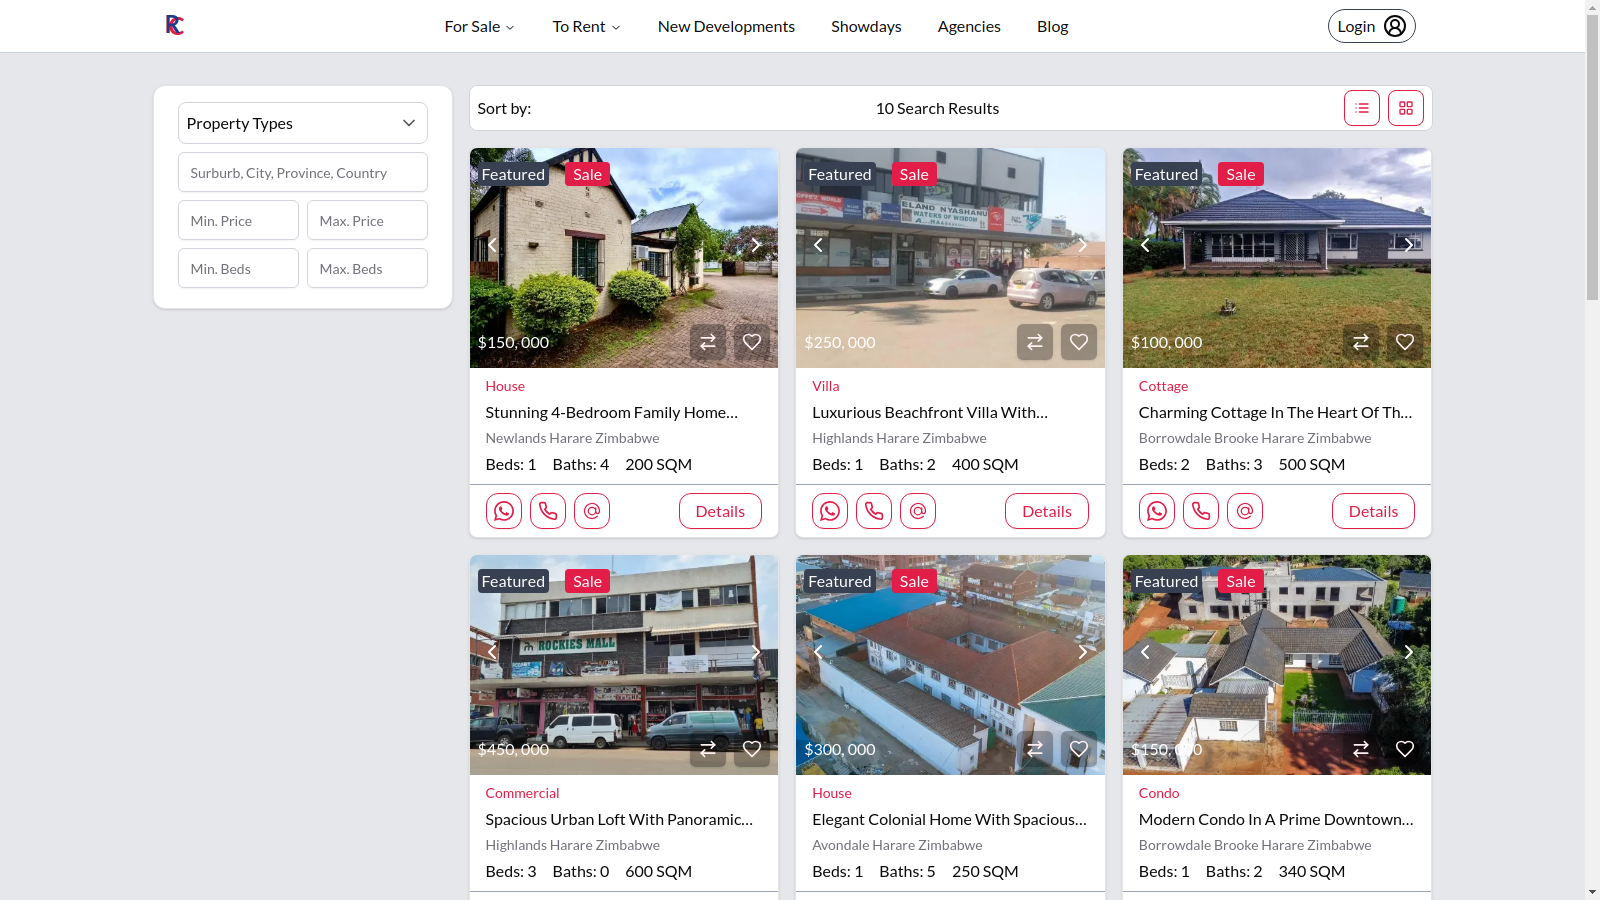 RC
For Sale
To Rent
New Developments
Showdays
Agencies
Blog
Login
Property Types
Surburb, City, Province, Country
Min. Price
Max. Price
Min. Beds
Max. Beds
Sort by:
10 Search Results
Featured
Sale
$150, 000
House
Stunning 4-Bedroom Family Home...
Newlands Harare Zimbabwe
Beds: 1 Baths: 4 200 SQM
Details
Featured
Sale
ELAND NYASHANU
WATERS OF WISDOM
$250, 000
Villa
Luxurious Beachfront Villa With...
Highlands Harare Zimbabwe
Beds: 1 Baths: 2 400 SQM
Details
Featured
Sale
$100, 000
Cottage
Charming Cottage In The Heart Of Th...
Borrowdale Brooke Harare Zimbabwe
Beds: 2 Baths: 3 500 SQM
Details
Featured
Sale
ROCKIES MALL
$450, 000
Commercial
Spacious Urban Loft With Panoramic...
Highlands Harare Zimbabwe
Beds: 3 Baths: 0 600 SQM
Featured
Sale
$300, 000
House
Elegant Colonial Home With Spacious...
Avondale Harare Zimbabwe
Beds: 1 Baths: 5 250 SQM
Featured
Sale
$150, 000
Condo
Modern Condo In A Prime Downtown...
Borrowdale Brooke Harare Zimbabwe
Beds: 1 Baths: 2 340 SQM